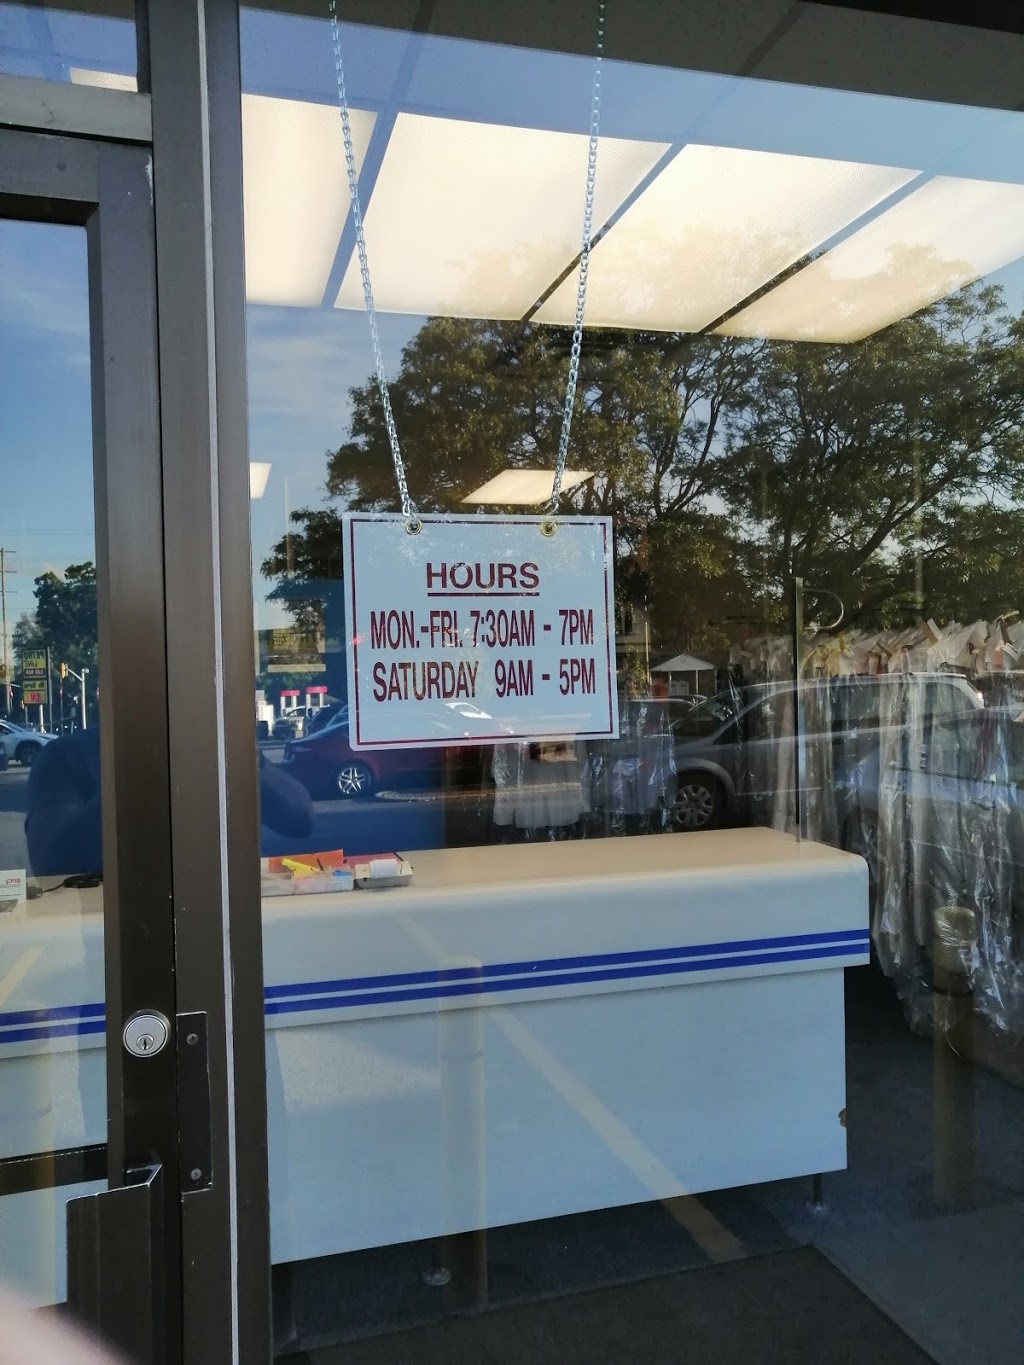 HOURS
MON.-FRI. 7:30AM - 7PM
SATURDAY 9AM - 5PM